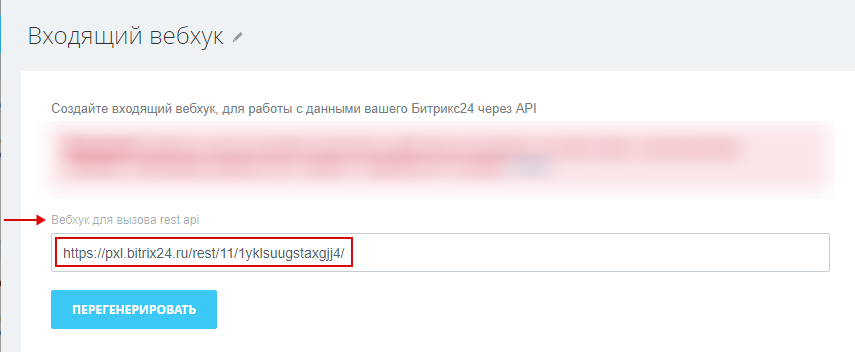 Входящий вебхук
Создайте входящий вебхук, для работы с данными вашего Битрикс24 через API
Вебхук для вызова rest api
https://pxl.bitrix24.ru/rest/11/1yklsuugstaxgjj4/
ПЕРЕГЕНЕРИРОВАТЬ